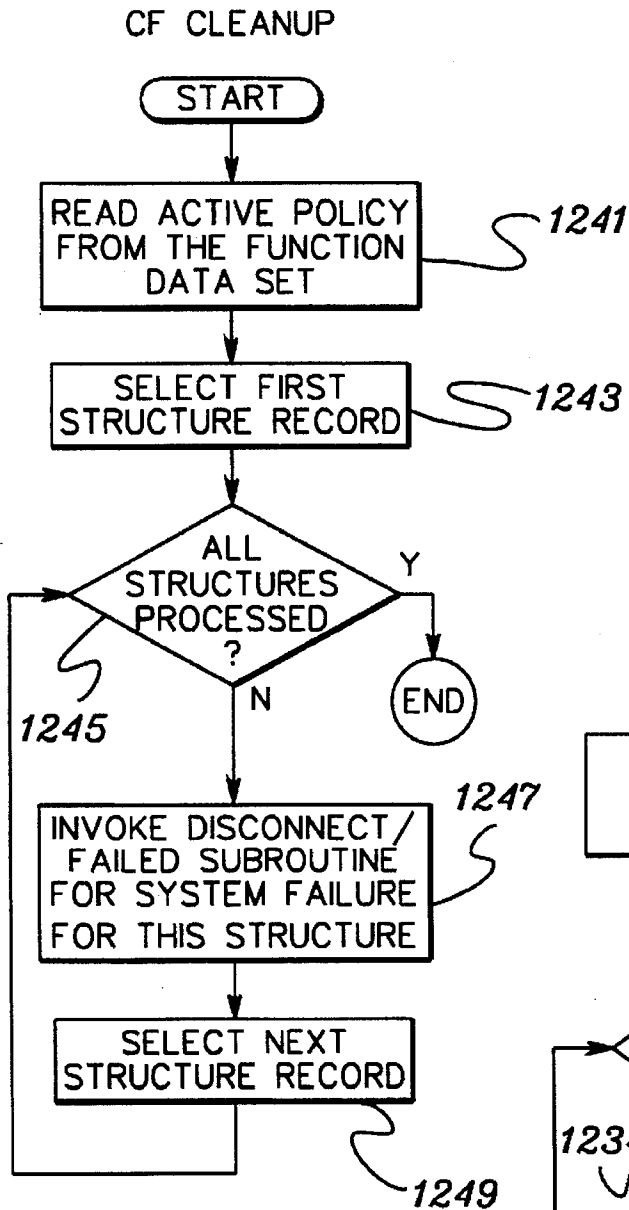 CF CLEANUP
START
READ ACTIVE POLICY
FROM THE FUNCTION
DATA SET
1241
SELECT FIRST
STRUCTURE RECORD
1243
ALL
STRUCTURES
PROCESSED
?
Y
N
1245
END
INVOKE DISCONNECT/
FAILED SUBROUTINE
FOR SYSTEM FAILURE
FOR THIS STRUCTURE
1247
SELECT NEXT
STRUCTURE RECORD
1249